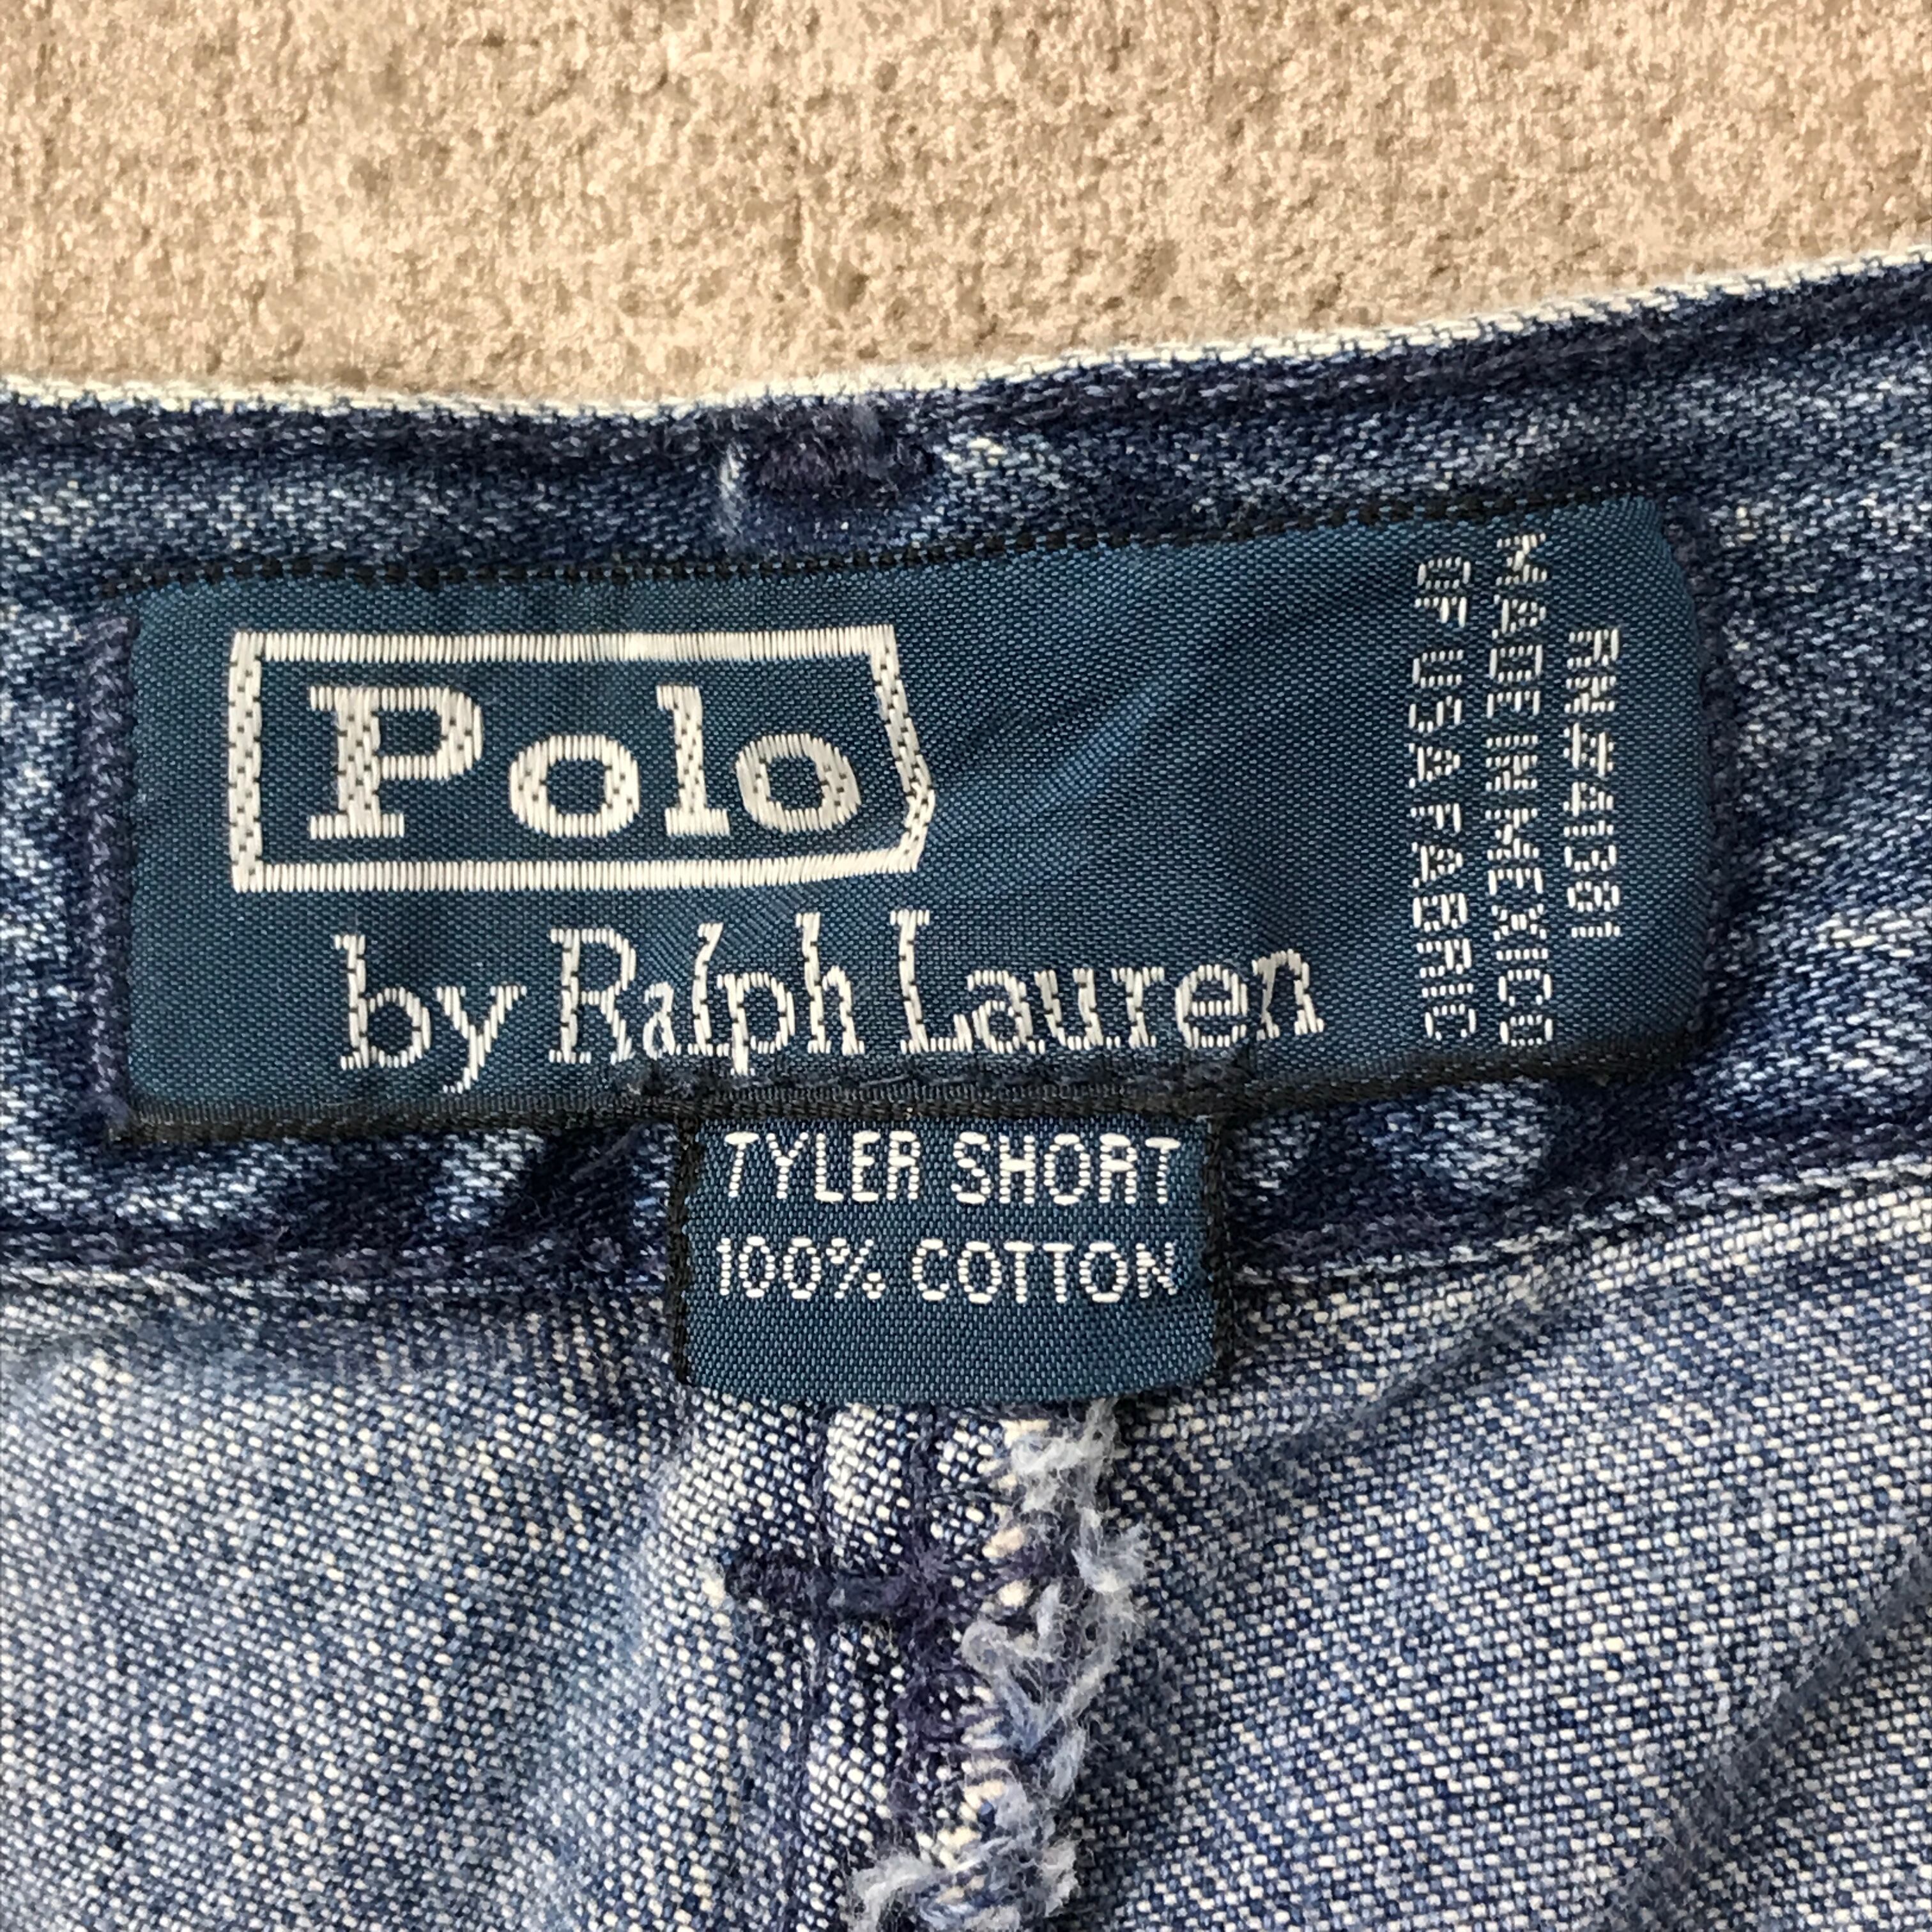 Polo
by Ralph Lauren
RN#41381
MADE IN MEXICO
OF USA FABRIC
TYLER SHORT
100% COTTON